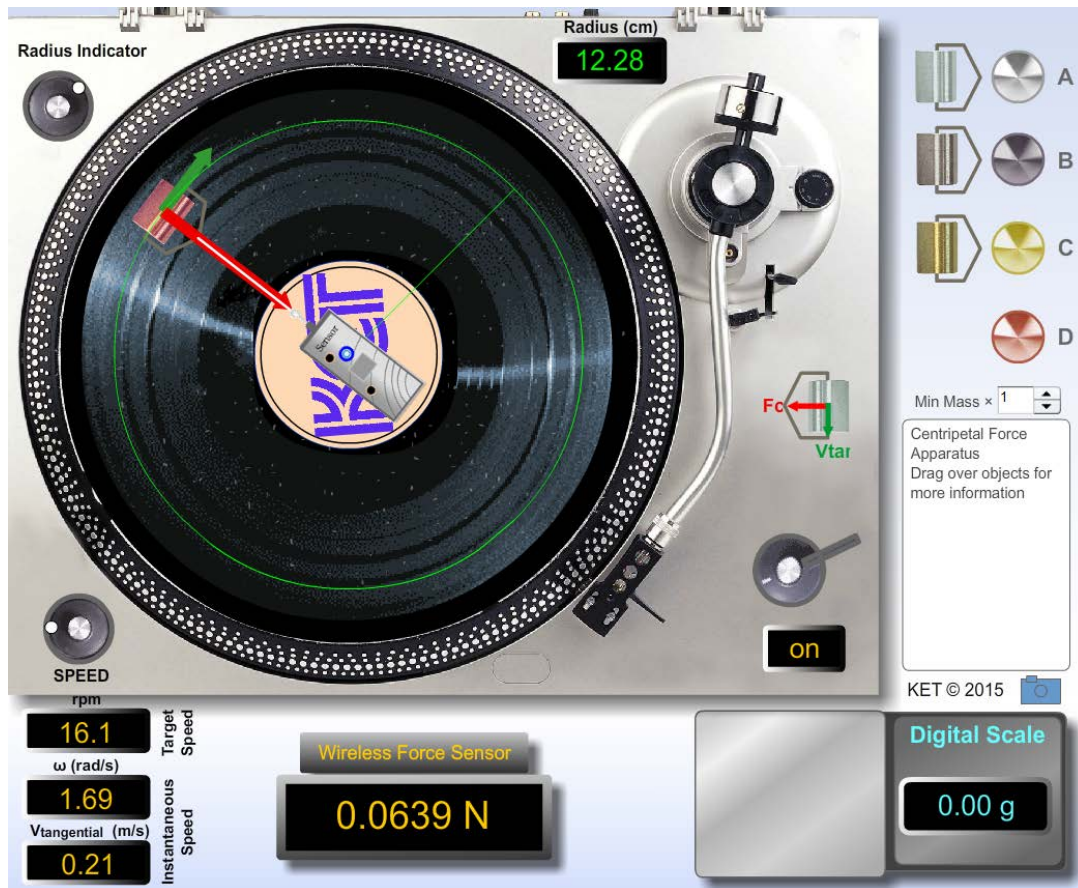 Radius Indicator
Radius (cm)
12.28
A
B
C
D
Min Mass × 1
Centripetal Force
Apparatus
Drag over objects for
more information
Sensor
Fc
Vtar
on
SPEED
rpm
16.1
Target
Speed
ω (rad/s)
1.69
Vtangential (m/s)
0.21
Instantaneous
Speed
Wireless Force Sensor
0.0639 N
KET © 2015
Digital Scale
0.00 g